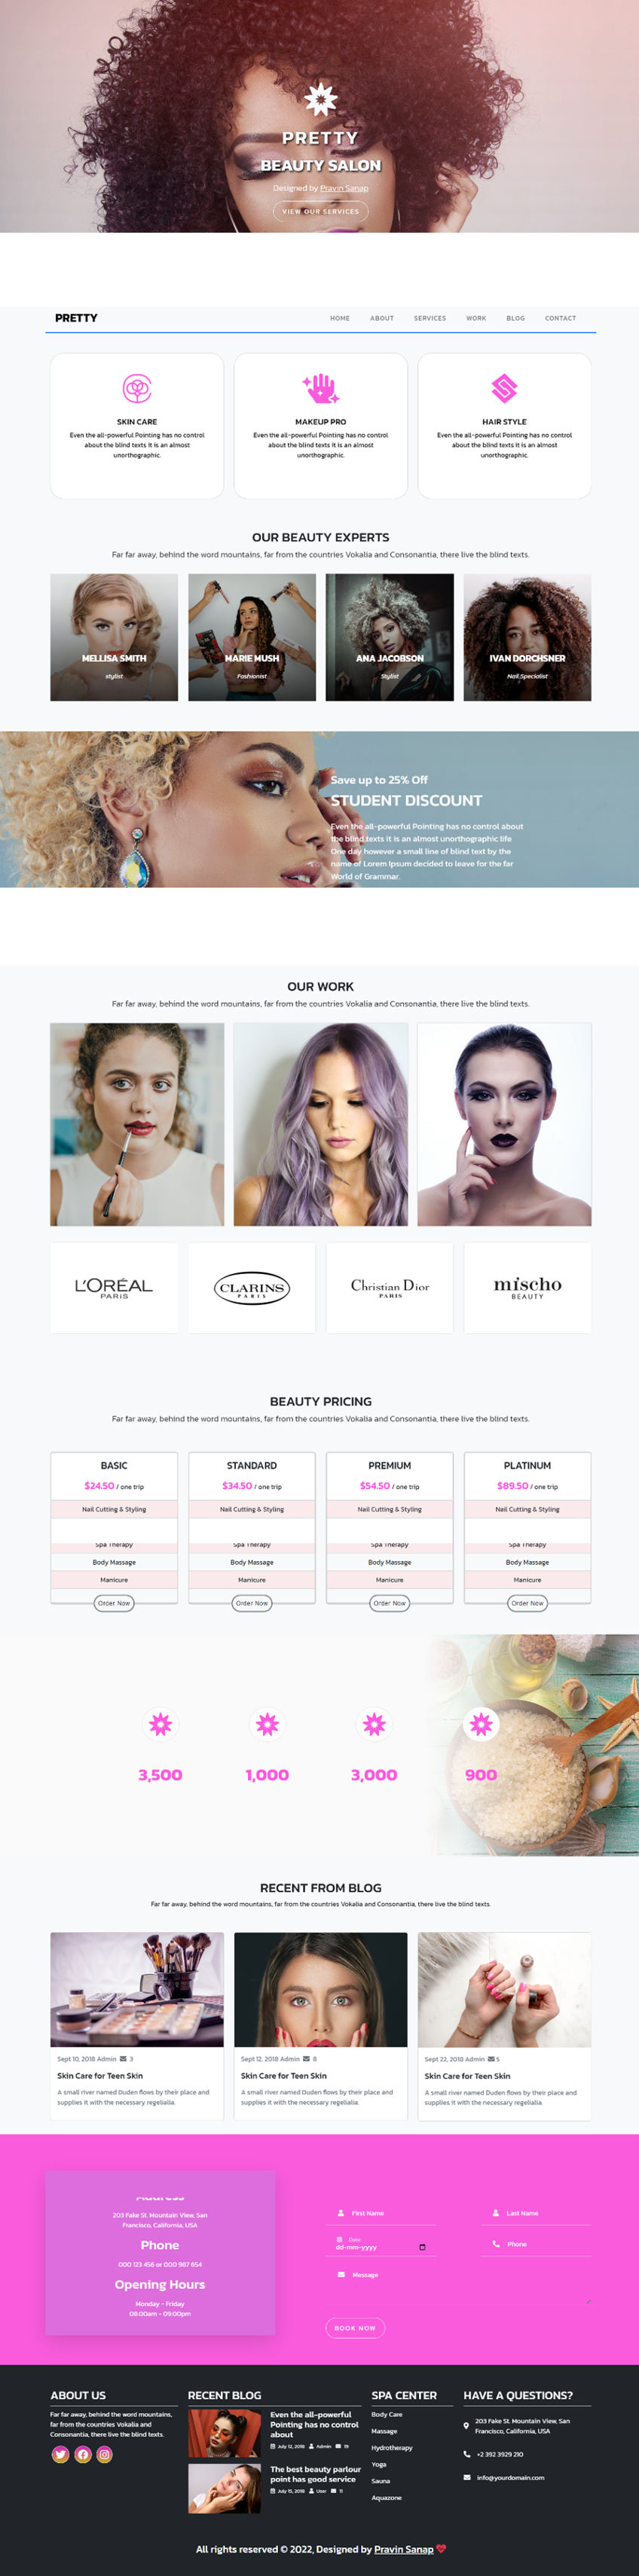 PRETTY
BEAUTY SALON
Designed by Pravin Sanap
VIEW OUR SERVICES
PRETTY
HOME ABOUT SERVICES WORK BLOG CONTACT
SKIN CARE
Even the all-powerful Pointing has no control
about the blind texts it is an almost
unorthographic.
MAKEUP PRO
Even the all-powerful Pointing has no control
about the blind texts it is an almost
unorthographic.
HAIR STYLE
Even the all-powerful Pointing has no control
about the blind texts it is an almost
unorthographic.
OUR BEAUTY EXPERTS
Far far away, behind the word mountains, far from the countries Vokalia and Consonantia, there live the blind texts.
MELLISA SMITH
stylist
MARIE MUSH
Fashionist
ANA JACOBSON
Stylist
IVAN DORCHSNER
Nail Specialist
Save up to 25% Off
STUDENT DISCOUNT
Even the all-powerful Pointing has no control about
the blind texts it is an almost unorthographic life
One day however a small line of blind text by the
name of Lorem Ipsum decided to leave for the far
World of Grammar.
OUR WORK
Far far away, behind the word mountains, far from the countries Vokalia and Consonantia, there live the blind texts.
L'ORÉAL
PARIS
CLARINS
PARIS
Christian Dior
PARIS
mischo
BEAUTY
BEAUTY PRICING
Far far away, behind the word mountains, far from the countries Vokalia and Consonantia, there live the blind texts.
BASIC
$24.50 / one trip
Nail Cutting & Styling
Spa Therapy
Body Massage
Manicure
Order Now
STANDARD
$34.50 / one trip
Nail Cutting & Styling
Spa Therapy
Body Massage
Manicure
Order Now
PREMIUM
$54.50 / one trip
Nail Cutting & Styling
Spa Therapy
Body Massage
Manicure
Order Now
PLATINUM
$89.50 / one trip
Nail Cutting & Styling
Spa Therapy
Body Massage
Manicure
Order Now
3,500 1,000 3,000 900
RECENT FROM BLOG
Far far away, behind the word mountains, far from the countries Vokalia and Consonantia, there live the blind texts.
Sept 10, 2018 Admin 3
Skin Care for Teen Skin
A small river named Duden flows by their place and
supplies it with the necessary regelialia.
Sept 12, 2018 Admin 8
Skin Care for Teen Skin
A small river named Duden flows by their place and
supplies it with the necessary regelialia.
Sept 22, 2018 Admin 5
Skin Care for Teen Skin
A small river named Duden flows by their place and
supplies it with the necessary regelialia.
Address
203 Fake St. Mountain View, San
Francisco, California, USA
Phone
000 123 456 or 000 987 654
Opening Hours
Monday - Friday
08:00am - 09:00pm
First Name
Last Name
Date
dd-mm-yyyy
Phone
Message
BOOK NOW
ABOUT US
Far far away, behind the word mountains,
far from the countries Vokalia and
Consonantia, there live the blind texts.
RECENT BLOG
Even the all-powerful
Pointing has no control
about
July 12, 2018 Admin 19
The best beauty parlour
point has good service
July 15, 2018 User 11
SPA CENTER
Body Care
Massage
Hydrotherapy
Yoga
Sauna
Aquazone
HAVE A QUESTIONS?
203 Fake St. Mountain View, San
Francisco, California, USA
+2 392 3929 210
info@yourdomain.com
All rights reserved © 2022, Designed by Pravin Sanap